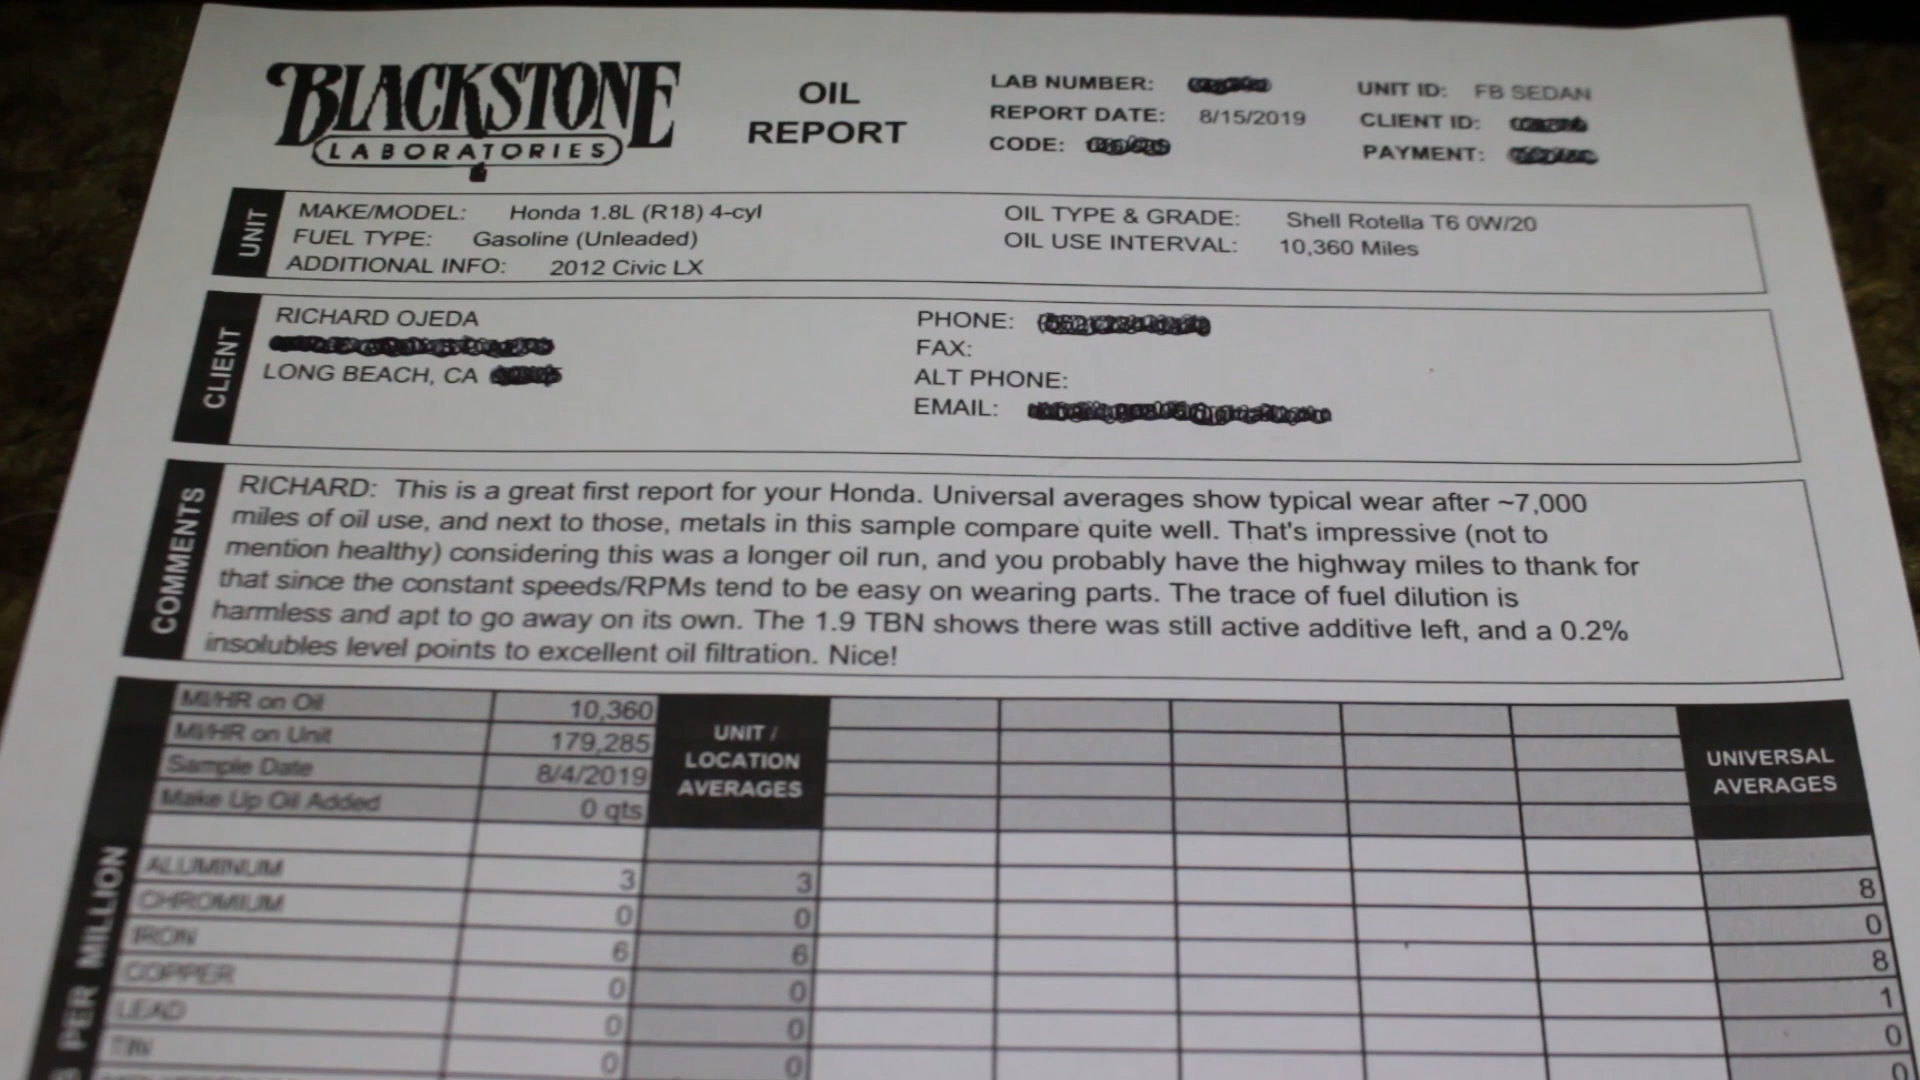 BLACKSTONE
LABORATORIES
OIL
REPORT
LAB NUMBER:
REPORT DATE: 8/15/2019
CODE:
UNIT ID: FB SEDAN
CLIENT ID:
PAYMENT:
UNIT
MAKE/MODEL: Honda 1.8L (R18) 4-cyl
FUEL TYPE: Gasoline (Unleaded)
ADDITIONAL INFO: 2012 Civic LX
OIL TYPE & GRADE: Shell Rotella T6 0W/20
OIL USE INTERVAL: 10,360 Miles
CLIENT
RICHARD OJEDA
LONG BEACH, CA
PHONE:
FAX:
ALT PHONE:
EMAIL:
COMMENTS
RICHARD: This is a great first report for your Honda. Universal averages show typical wear after ~7,000
miles of oil use, and next to those, metals in this sample compare quite well. That's impressive (not to
mention healthy) considering this was a longer oil run, and you probably have the highway miles to thank for
that since the constant speeds/RPMs tend to be easy on wearing parts. The trace of fuel dilution is
harmless and apt to go away on its own. The 1.9 TBN shows there was still active additive left, and a 0.2%
insolubles level points to excellent oil filtration. Nice!
MI/HR on Oil 10,360
MI/HR on Unit 179,285
Sample Date 8/4/2019
Make Up Oil Added 0 qts
UNIT /
LOCATION
AVERAGES
UNIVERSAL
AVERAGES
PER MILLION
ALUMINUM 3 3 8
CHROMIUM 0 0 0
IRON 6 6 8
COPPER 0 0 1
LEAD 0 0 0
TIN 0 0 0